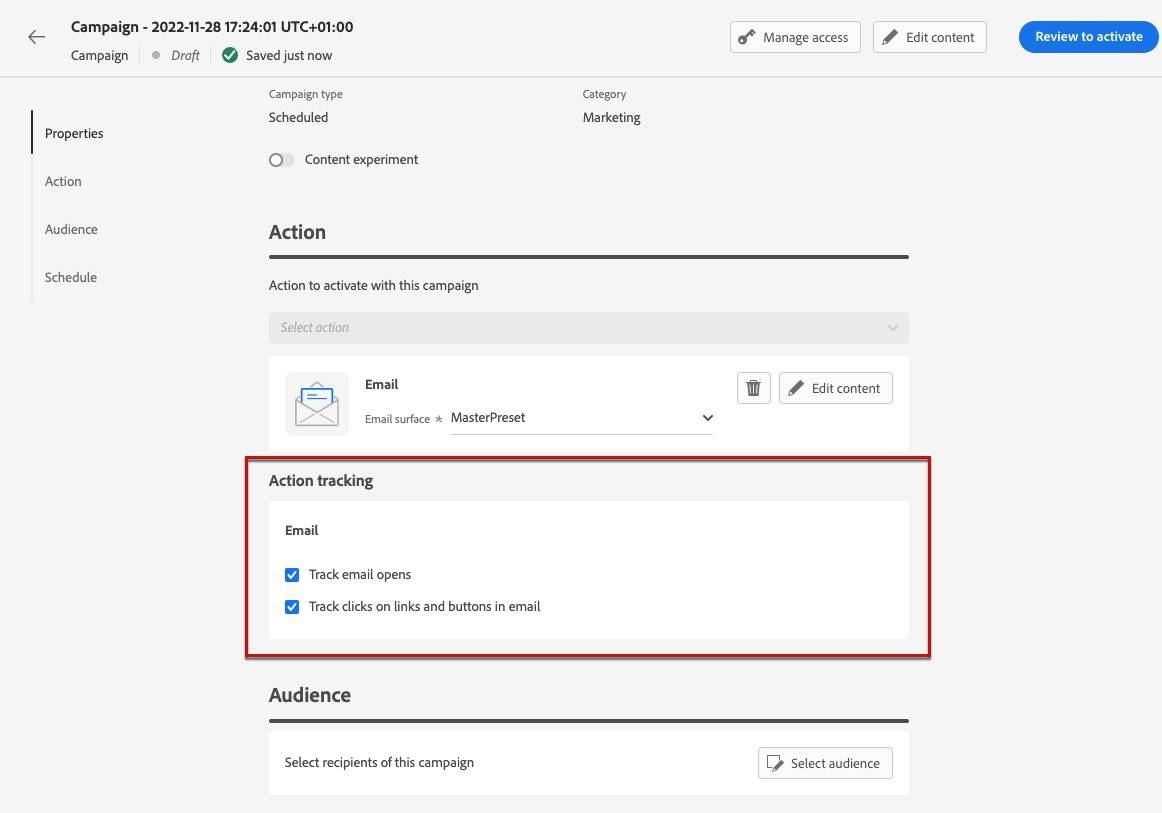 Campaign - 2022-11-28 17:24:01 UTC+01:00
Campaign Draft Saved just now
Manage access
Edit content
Review to activate
Properties
Action
Audience
Schedule
Campaign type Category
Scheduled Marketing
Content experiment
Action
Action to activate with this campaign
Select action
Email
Email surface * MasterPreset
Edit content
Action tracking
Email
Track email opens
Track clicks on links and buttons in email
Audience
Select recipients of this campaign
Select audience